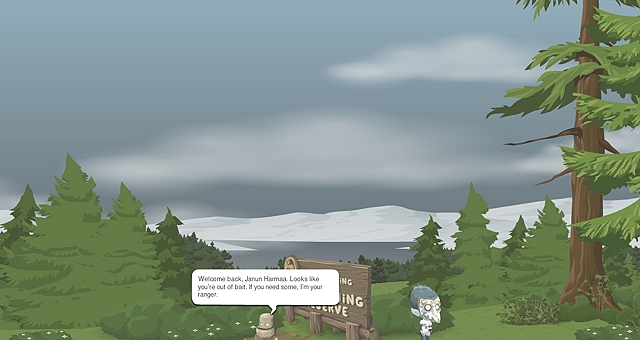 Welcome back, Janun Harmaa. Looks like
you're out of bait. If you need some, I'm your
ranger.